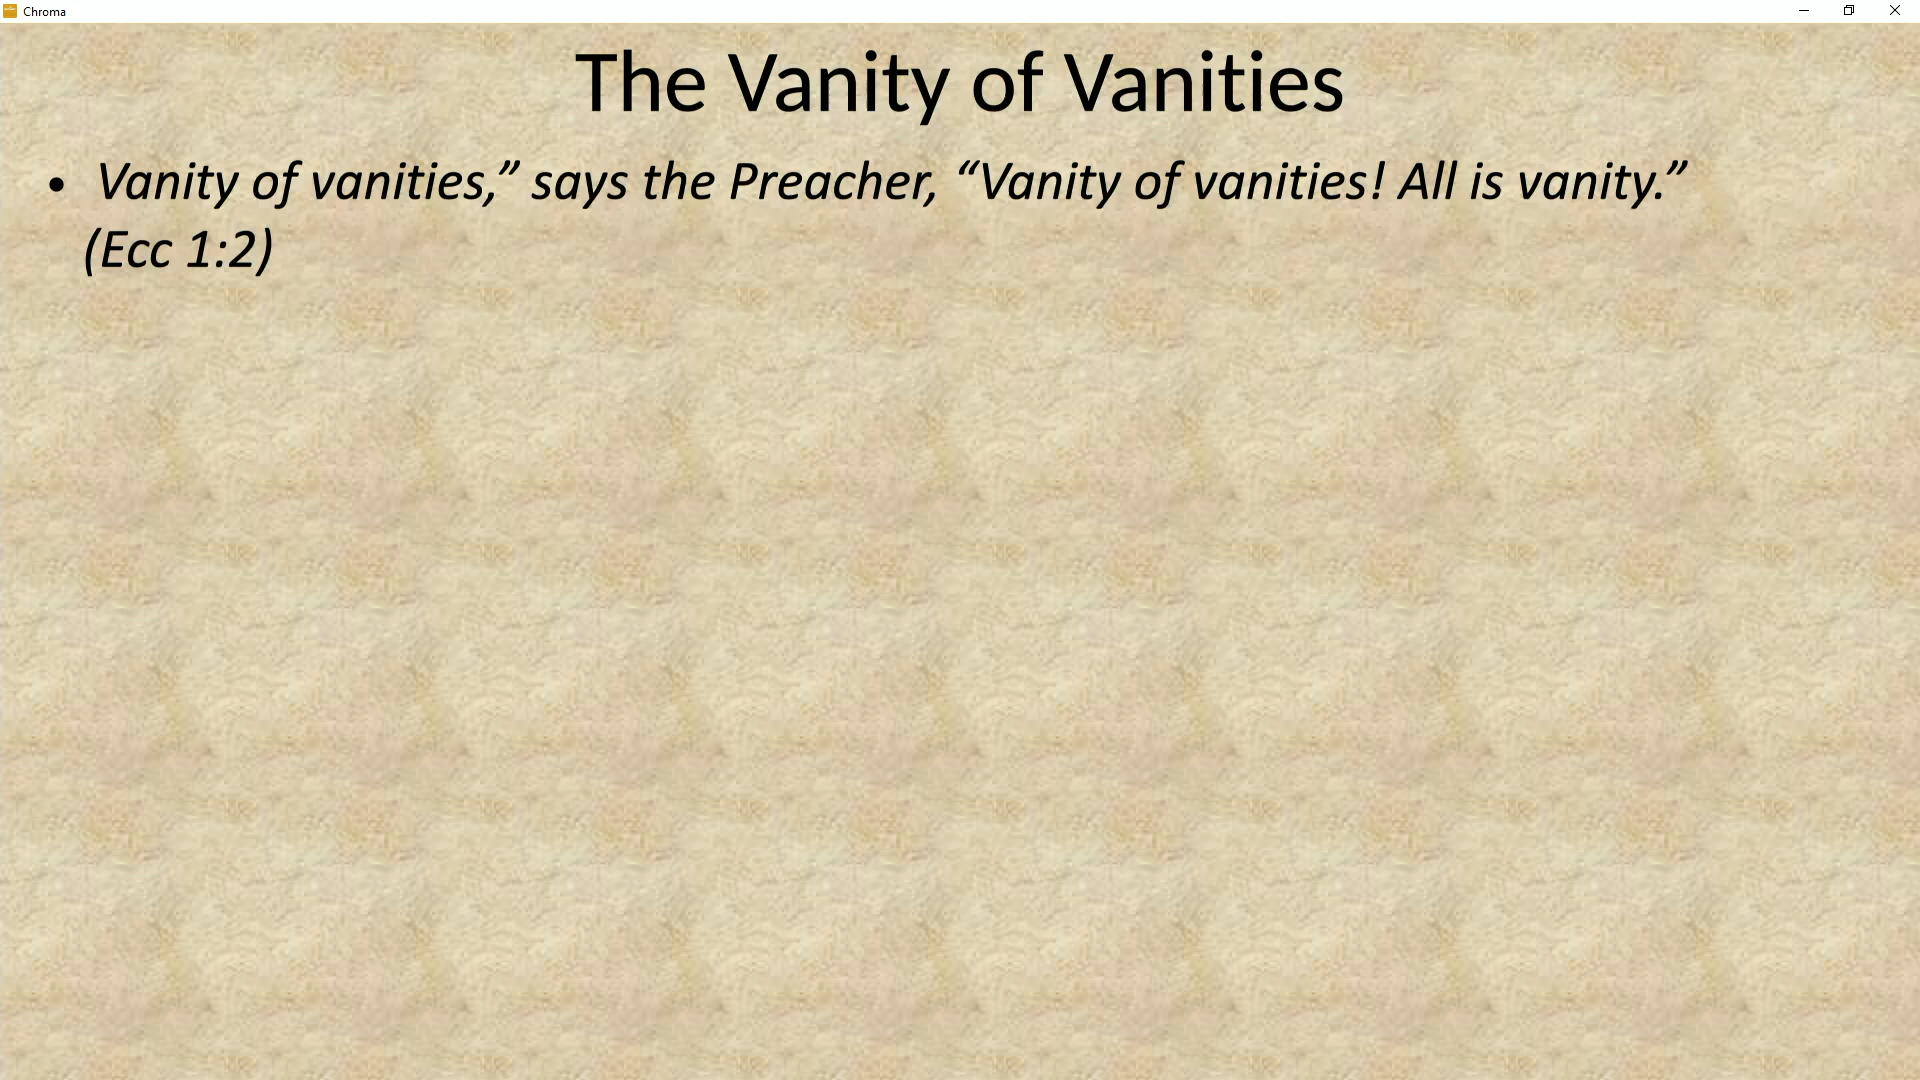 Chroma
The Vanity of Vanities
• Vanity of vanities,” says the Preacher, “Vanity of vanities! All is vanity.”
(Ecc 1:2)